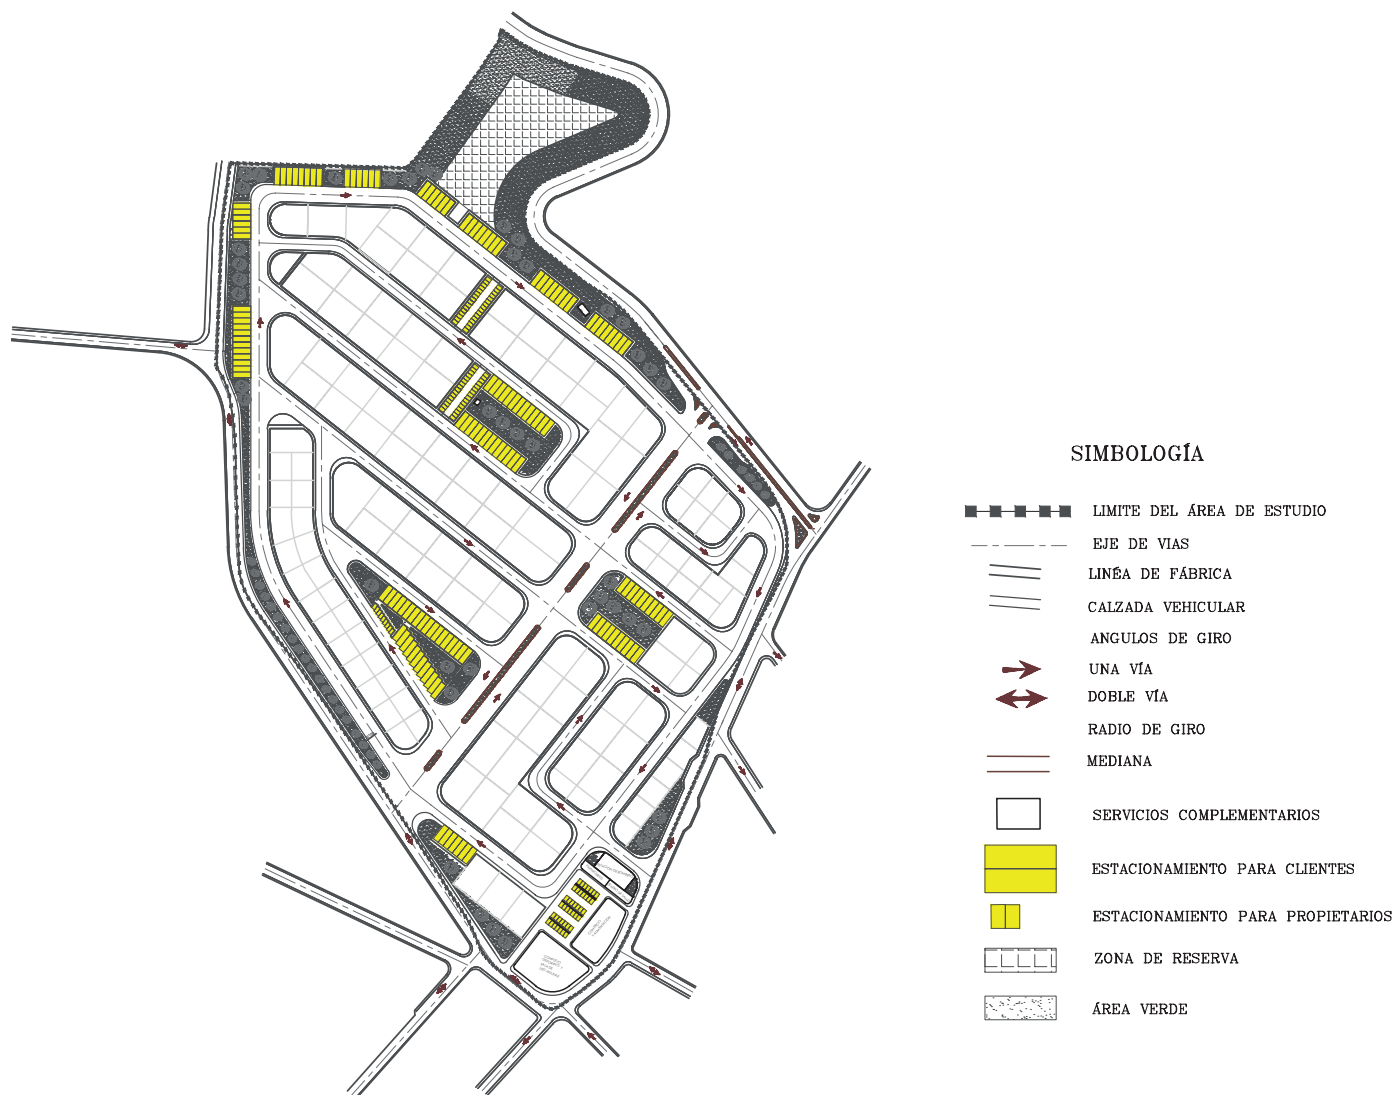 SIMBOLOGÍA
LIMITE DEL ÁREA DE ESTUDIO
EJE DE VIAS
LINÉA DE FÁBRICA
CALZADA VEHICULAR
ANGULOS DE GIRO
UNA VÍA
DOBLE VÍA
RADIO DE GIRO
MEDIANA
SERVICIOS COMPLEMENTARIOS
ESTACIONAMIENTO PARA CLIENTES
ESTACIONAMIENTO PARA PROPIETARIOS
ZONA DE RESERVA
ÁREA VERDE